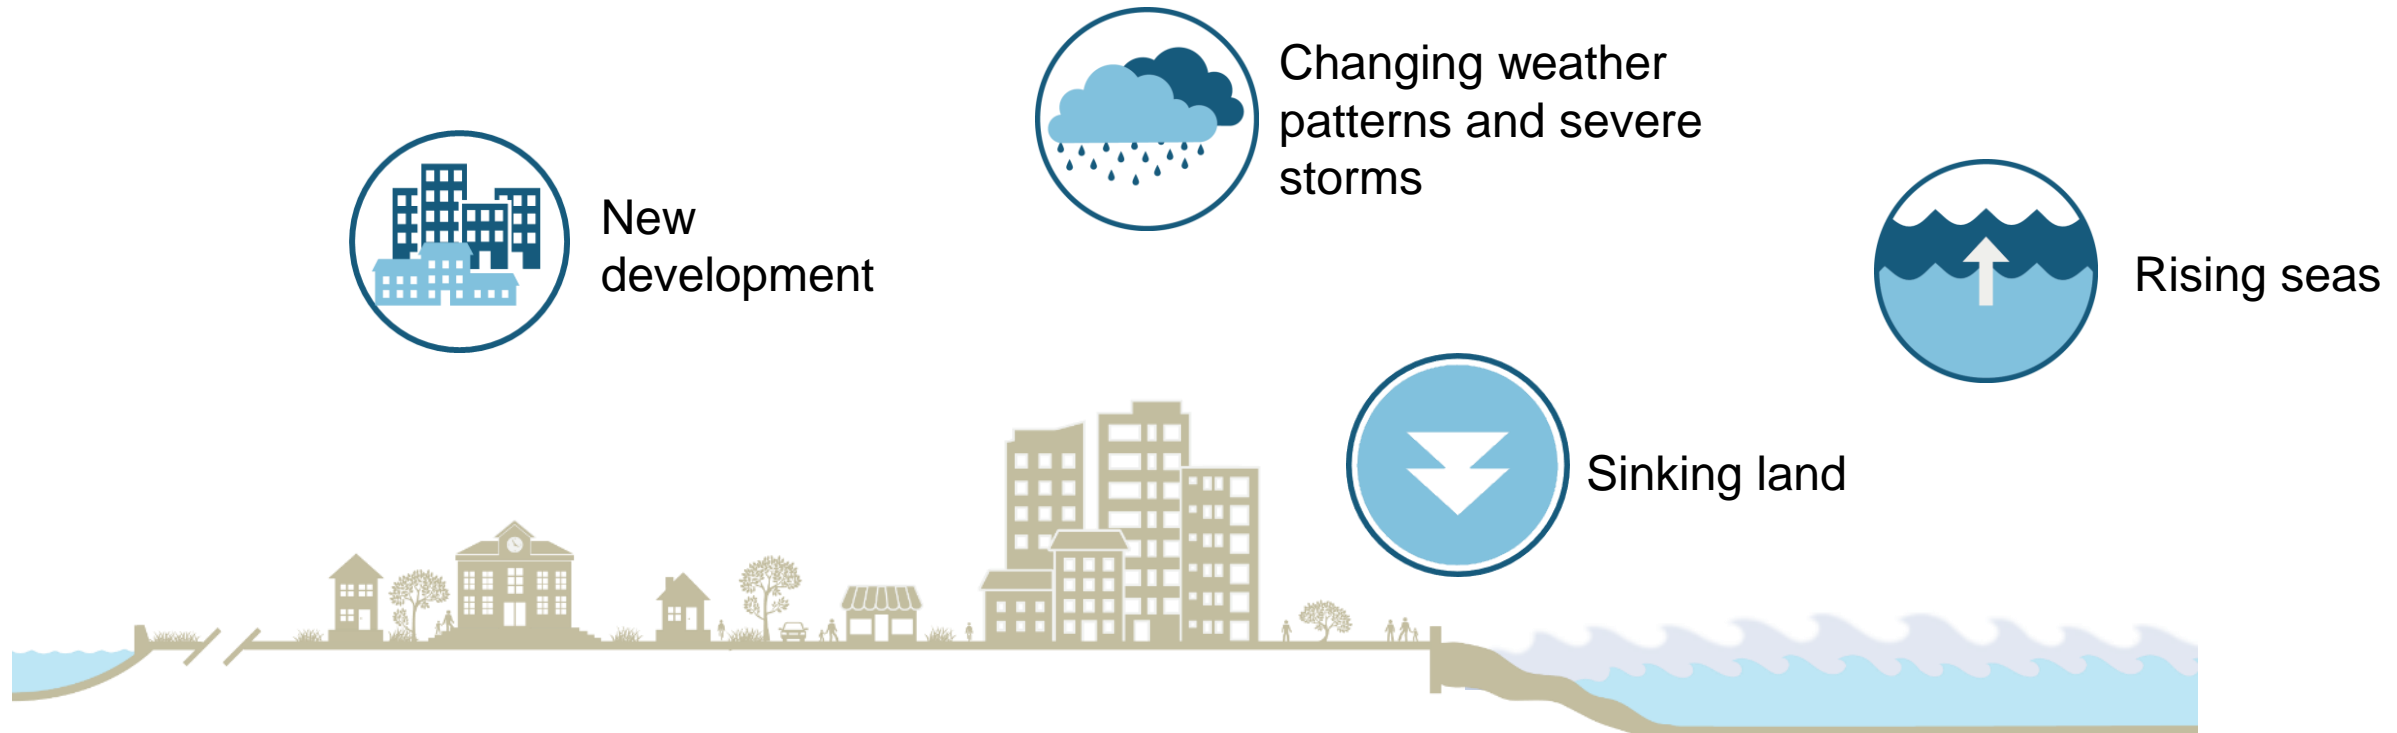 New
development
Changing weather
patterns and severe
storms
Rising seas
Sinking land